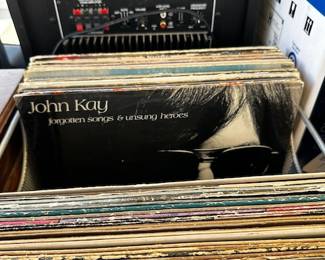 John Kay
forgotten songs & unsung heroes